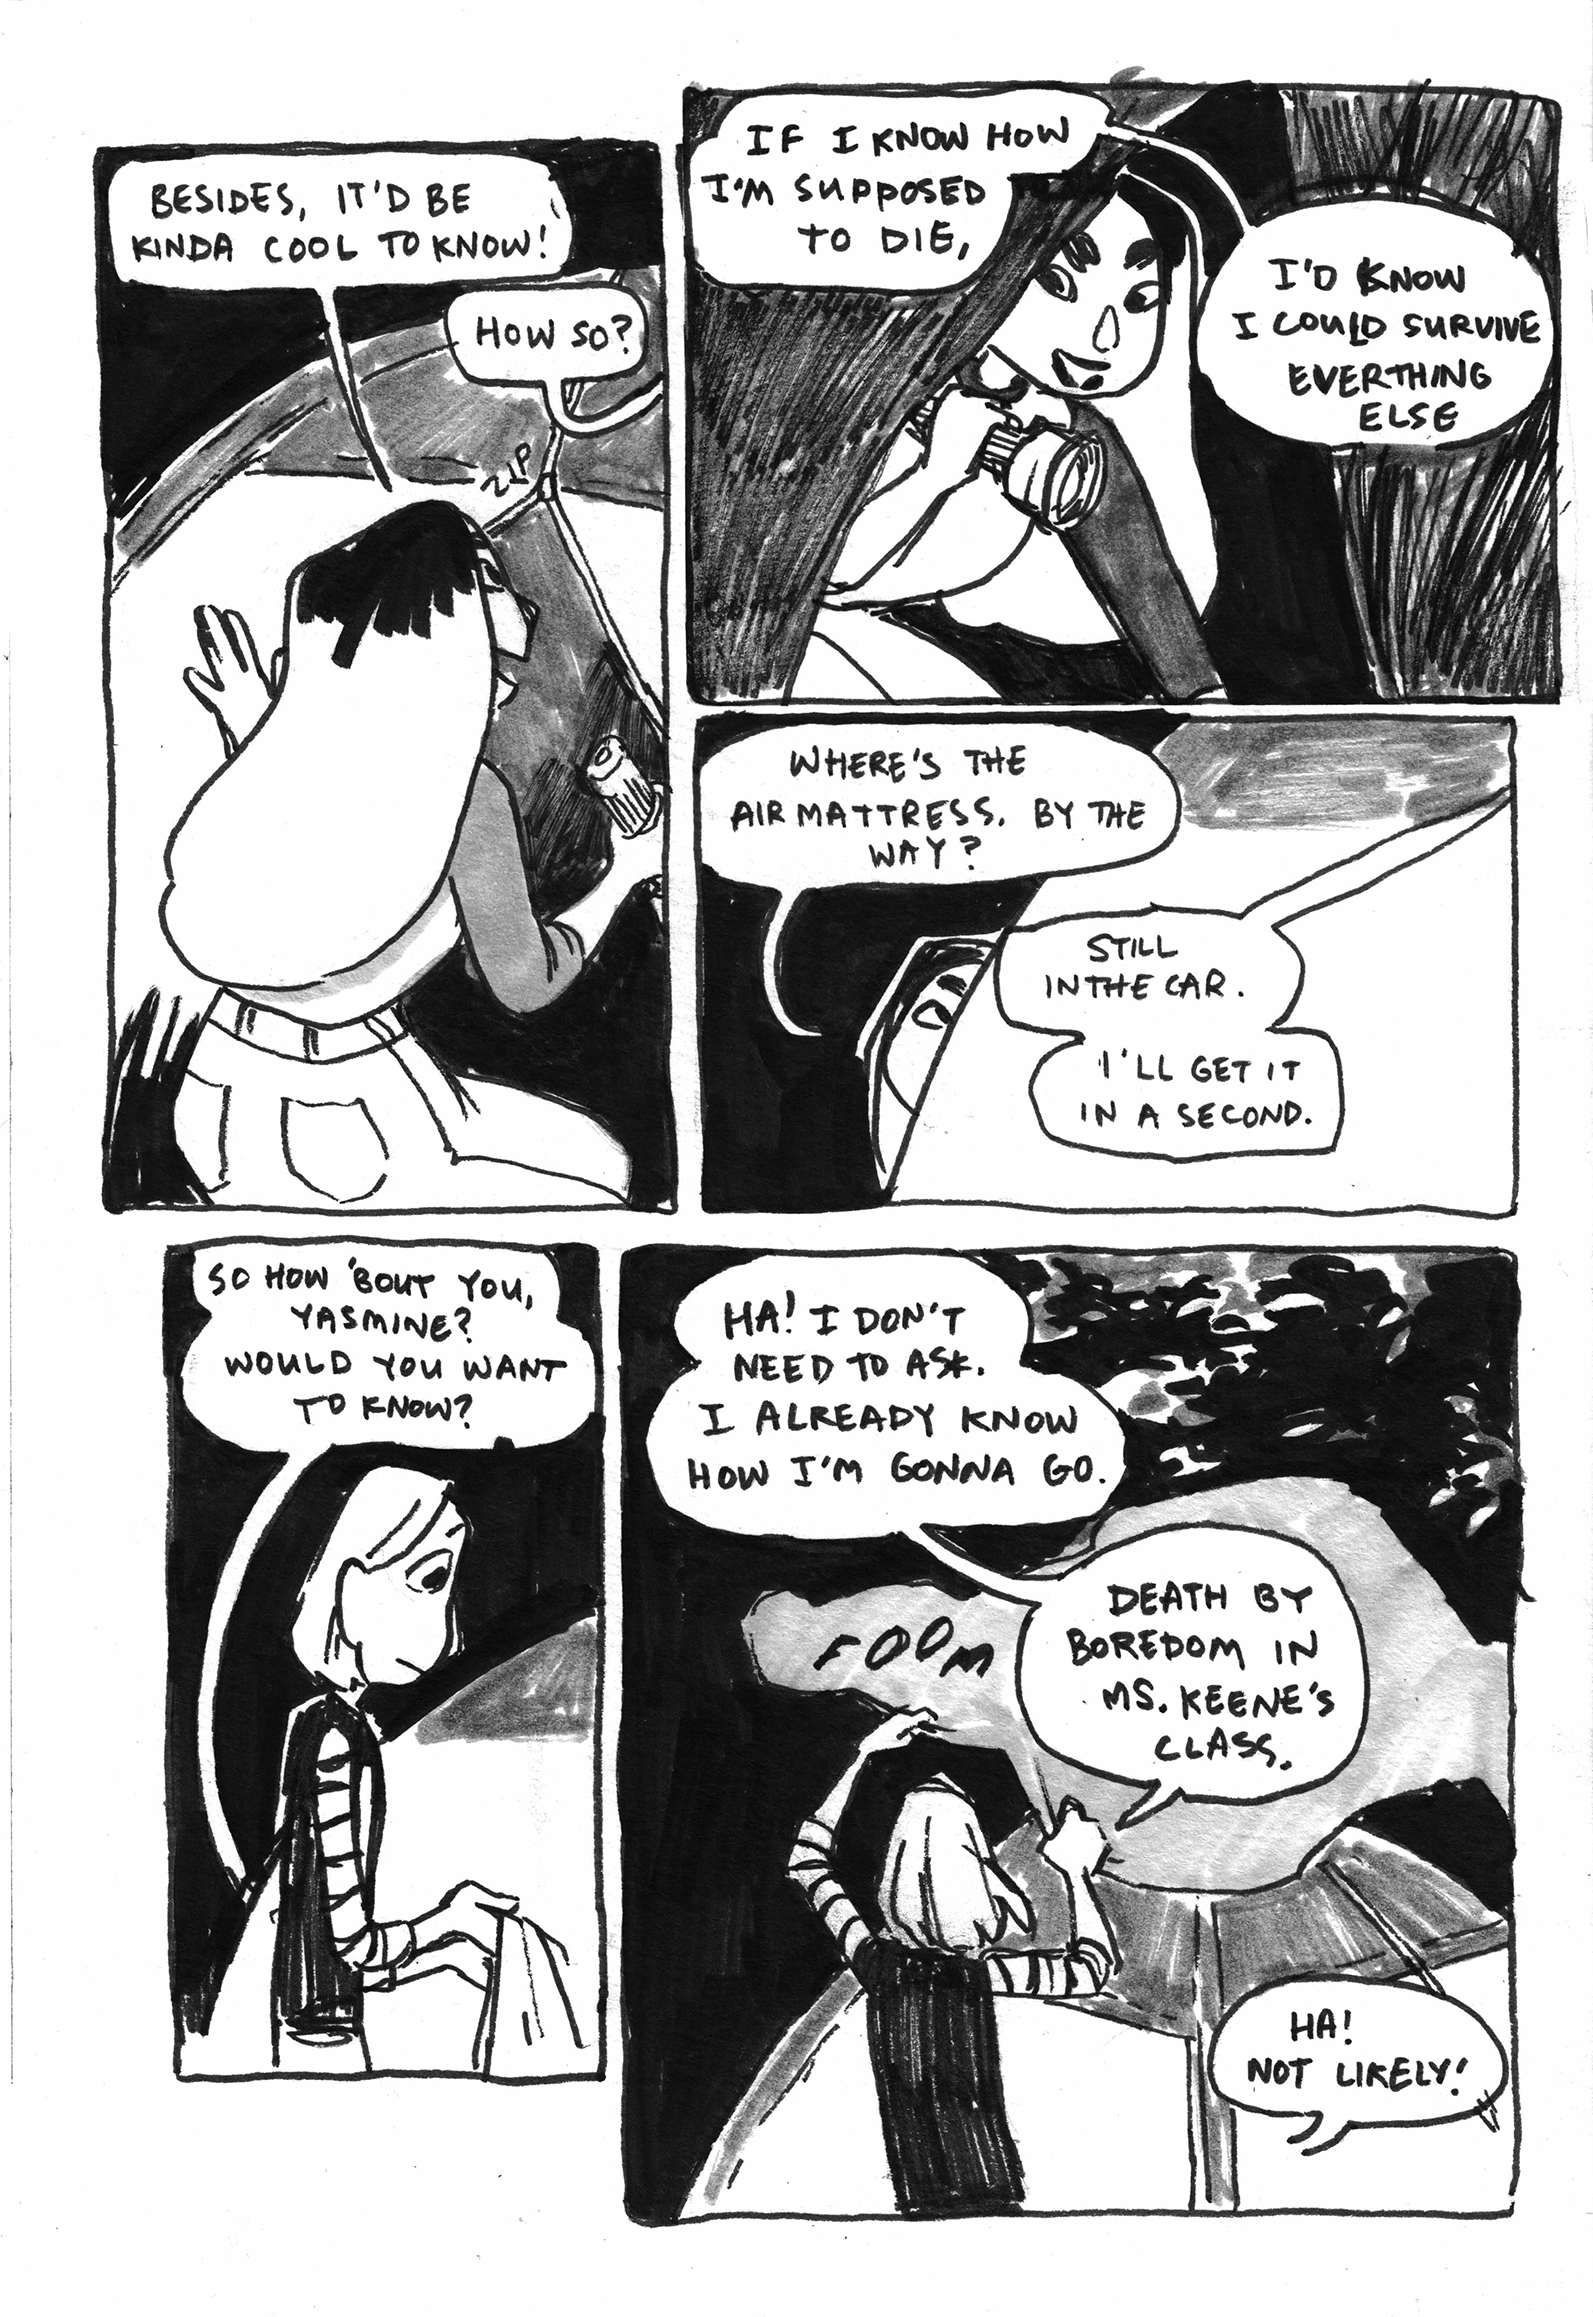 BESIDES, IT'D BE
KINDA COOL TO KNOW!
HOW SO?
ZIP
IF I KNOW HOW
I'M SUPPOSED
TO DIE,
I'D KNOW
I COULD SURVIVE
EVERTHING
ELSE
WHERE'S THE
AIR MATTRESS. BY THE
WAY?
STILL
IN THE CAR.
I'LL GET IT
IN A SECOND.
SO HOW 'BOUT YOU,
YASMINE?
WOULD YOU WANT
TO KNOW?
HA! I DON'T
NEED TO ASK.
I ALREADY KNOW
HOW I'M GONNA GO.
FOOM
DEATH BY
BOREDOM IN
MS. KEENE'S
CLASS.
HA!
NOT LIKELY!